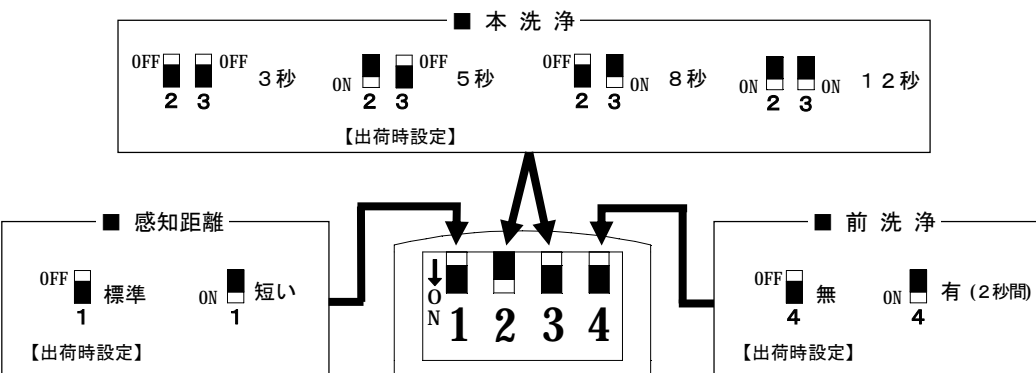 ■ 本 洗 浄
OFF OFF 3秒
2 3
ON OFF 5秒
2 3
【出荷時設定】
OFF ON 8秒
2 3
ON ON 12秒
2 3
■ 感知距離
OFF 標準
1
【出荷時設定】
ON 短い
1
↓ON
1 2 3 4
■ 前 洗 浄
OFF 無
4
【出荷時設定】
ON 有(2秒間)
4